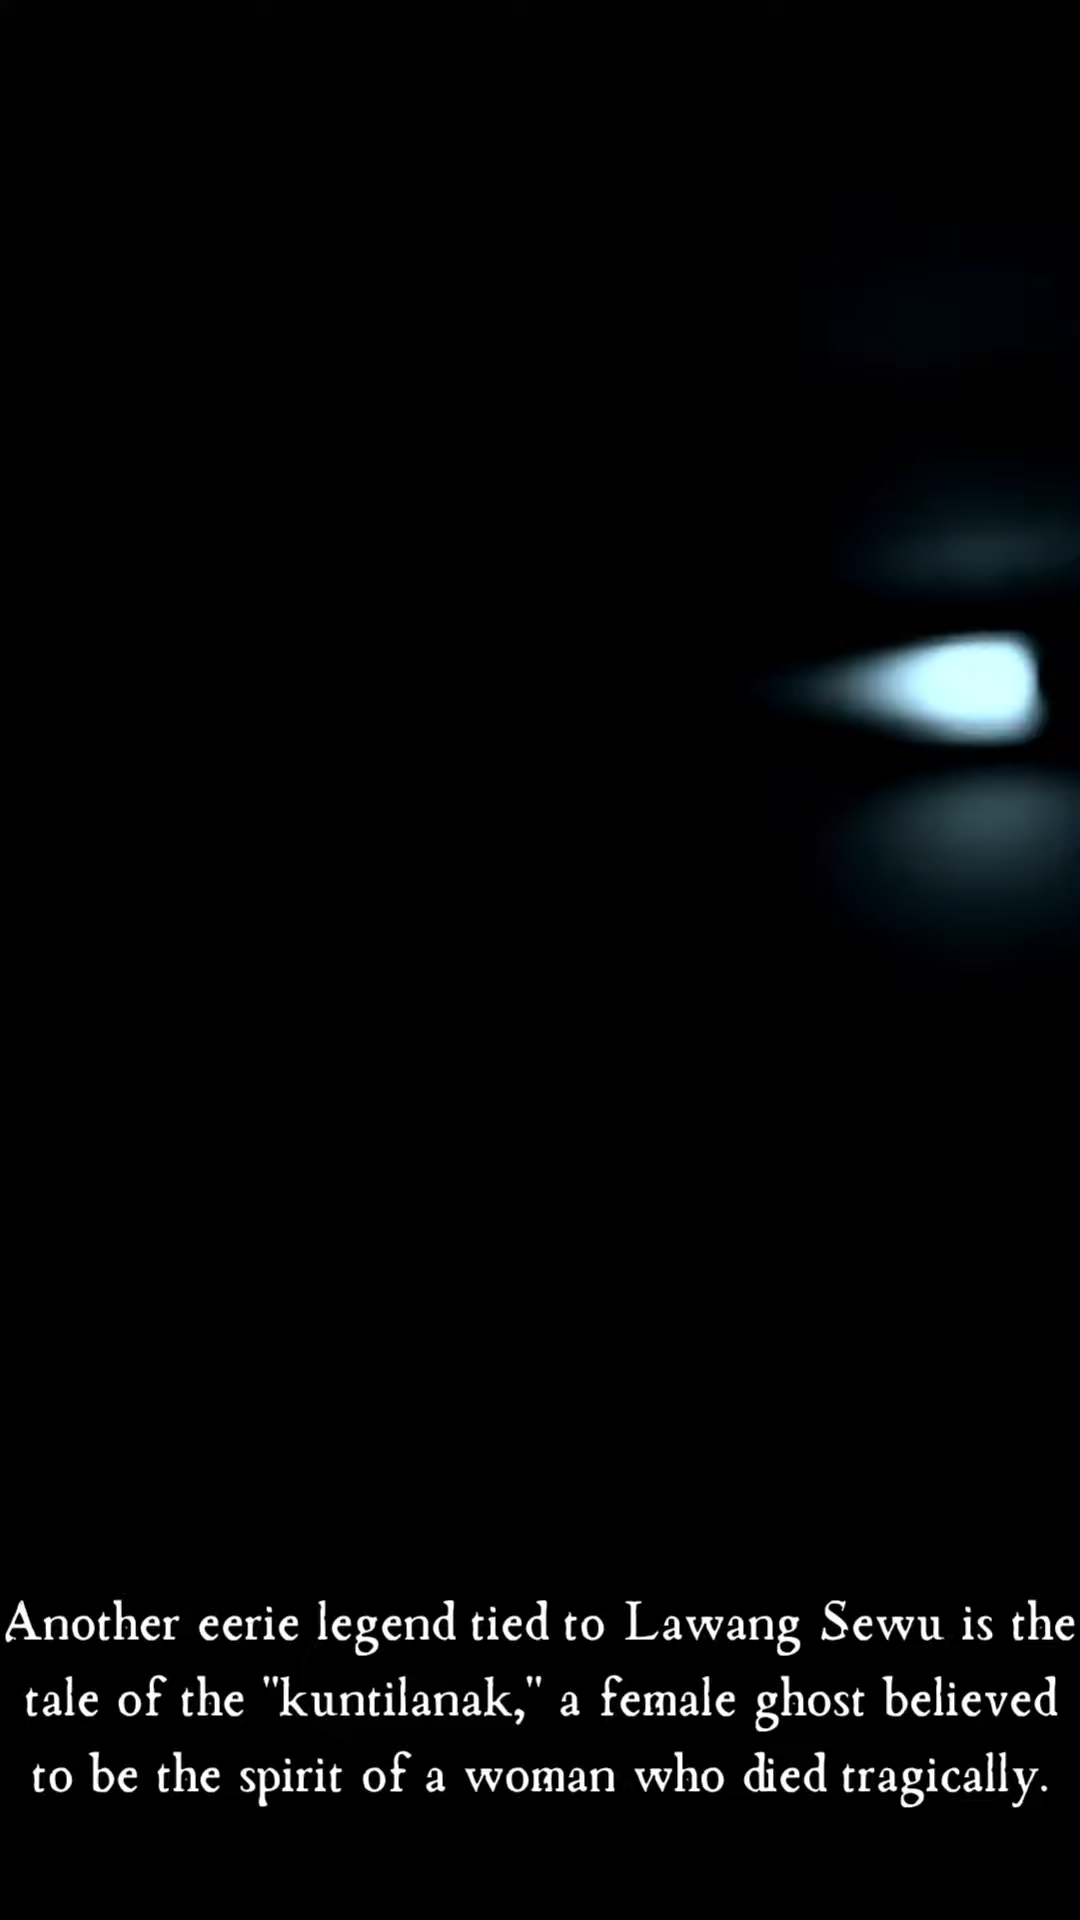 Another eerie legend tied to Lawang Sewu is the
tale of the "kuntilanak," a female ghost believed
to be the spirit of a woman who died tragically.